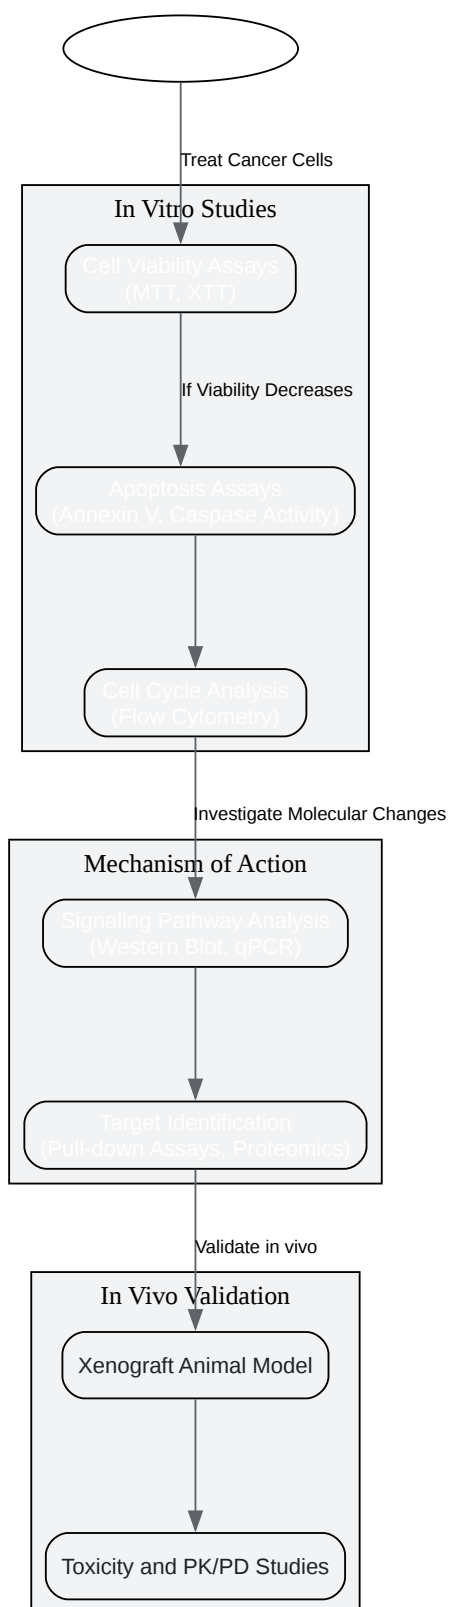 Treat Cancer Cells
In Vitro Studies
Cell Viability Assays
(MTT, XTT)
If Viability Decreases
Apoptosis Assays
(Annexin V, Caspase Activity)
Cell Cycle Analysis
(Flow Cytometry)
Investigate Molecular Changes
Mechanism of Action
Signaling Pathway Analysis
(Western Blot, qPCR)
Target Identification
(Pull-down Assays, Proteomics)
Validate in vivo
In Vivo Validation
Xenograft Animal Model
Toxicity and PK/PD Studies